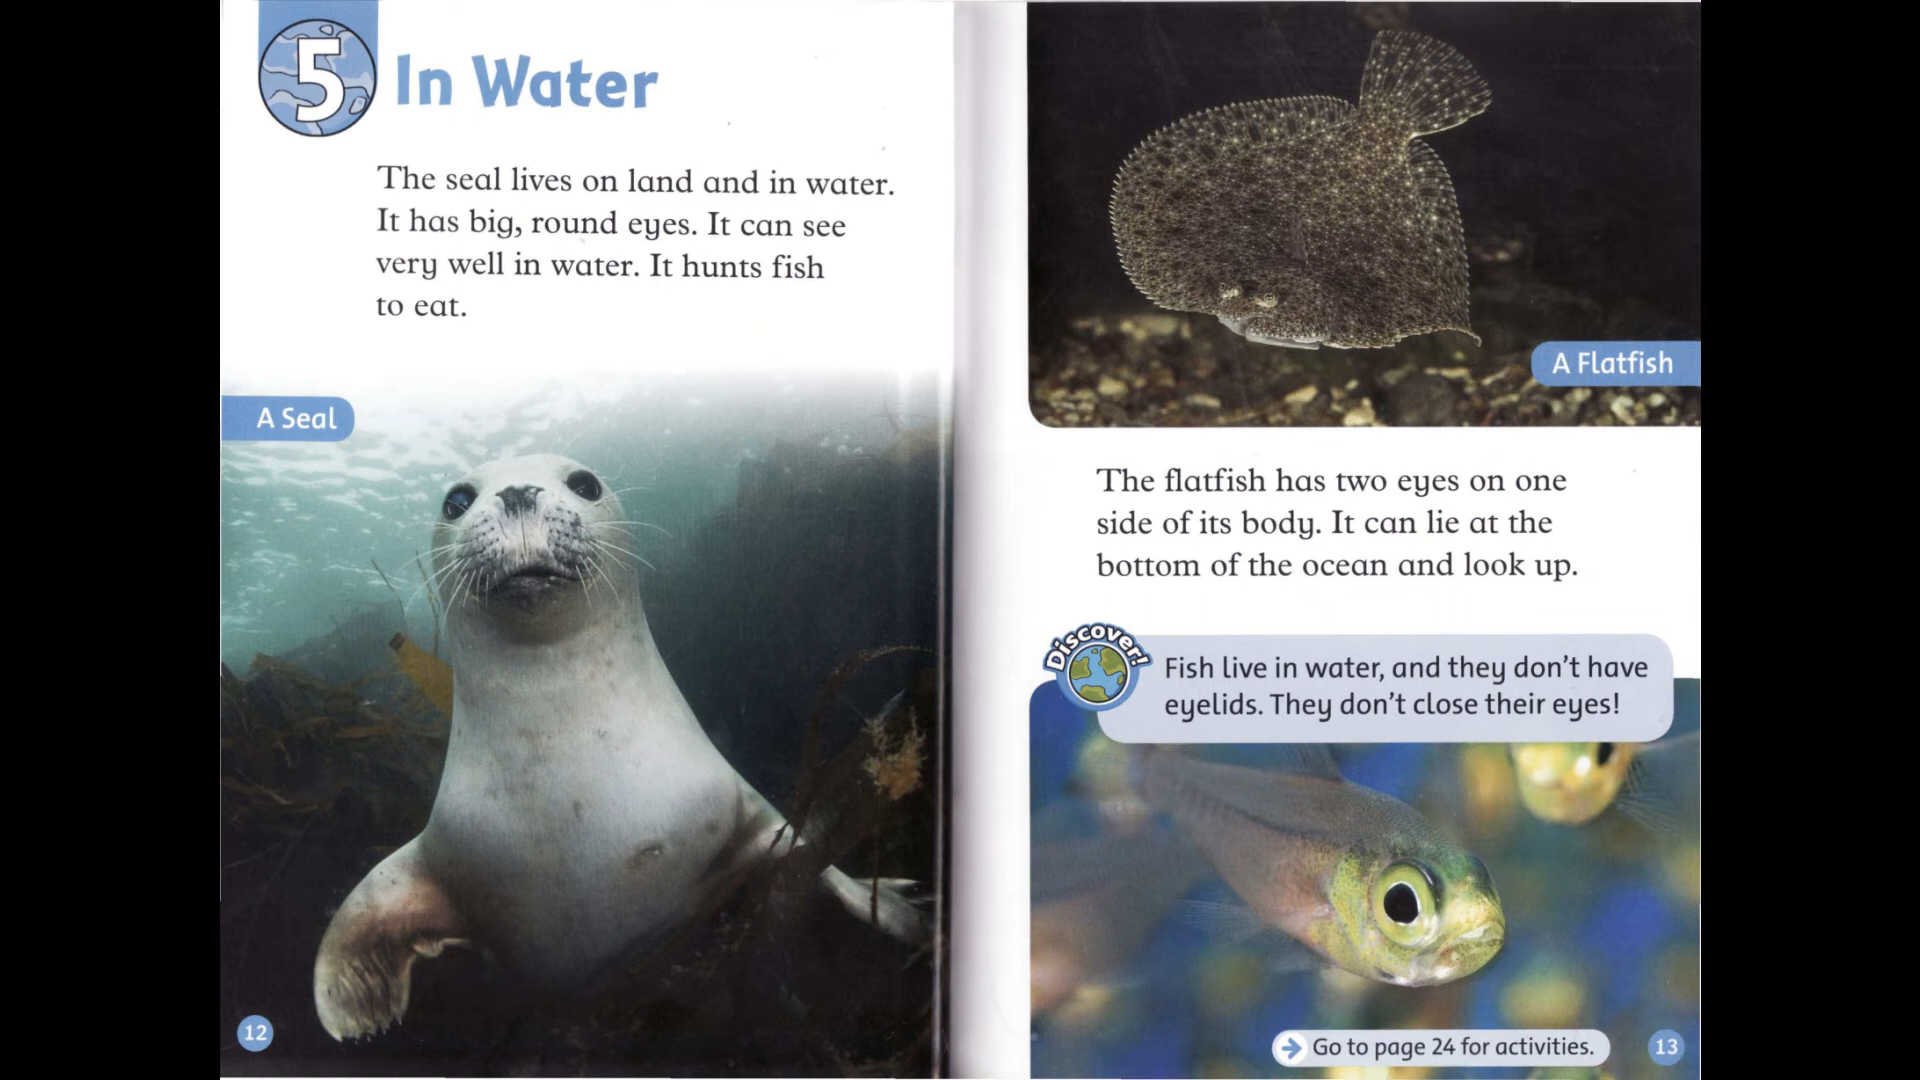 5
In Water
The seal lives on land and in water.
It has big, round eyes. It can see
very well in water. It hunts fish
to eat.
A Seal
12
A Flatfish
The flatfish has two eyes on one
side of its body. It can lie at the
bottom of the ocean and look up.
Discover!
Fish live in water, and they don't have
eyelids. They don't close their eyes!
Go to page 24 for activities.
13